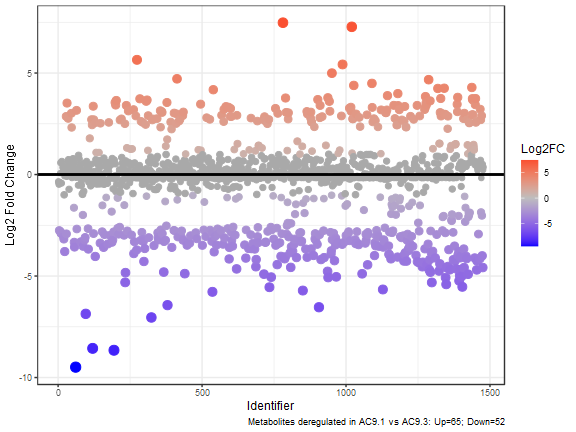 5
0
-5
-10
Log2 Fold Change
0
500
1000
1500
Identifier
Metabolites deregulated in AC9.1 vs AC9.3: Up=65; Down=52
Log2FC
5
0
-5